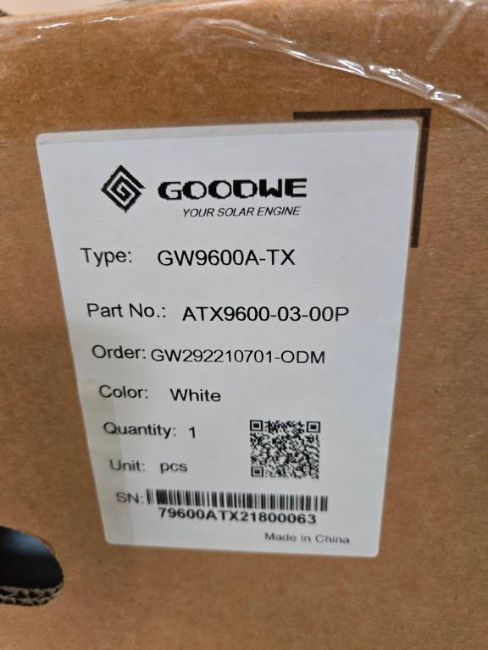 GOODWE
YOUR SOLAR ENGINE
Type: GW9600A-TX
Part No.: ATX9600-03-00P
Order: GW292210701-ODM
Color: White
Quantity: 1
Unit: pcs
SN:
79600ATX21800063
Made in China